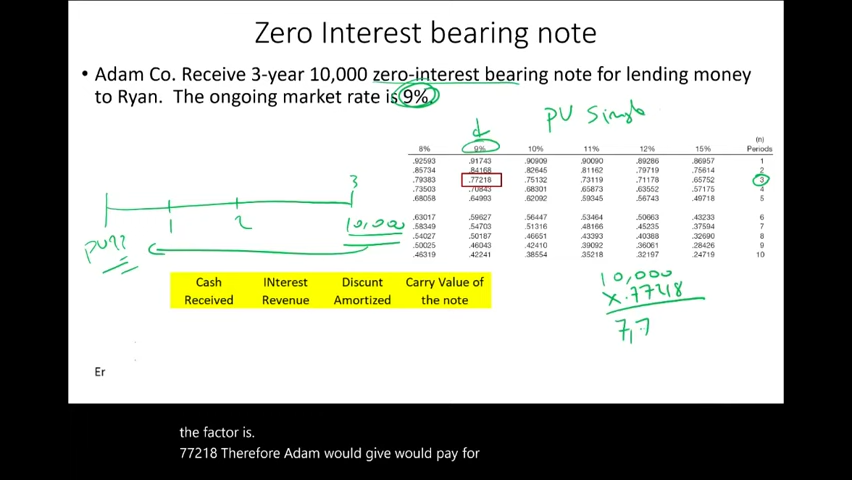 Zero Interest bearing note
• Adam Co. Receive 3-year 10,000 zero-interest bearing note for lending money
to Ryan. The ongoing market rate is 9%.
PV Single
(n)
8% 9% 10% 11% 12% 15% Periods
.92593 .91743 .90909 .90090 .89286 .86957 1
.85734 .84168 .82645 .81162 .79719 .75614 2
.79383 .77218 .75132 .73119 .71178 .65752 3
.73503 .70843 .68301 .65873 .63552 .57175 4
.68058 .64993 .62092 .59345 .56743 .49718 5
.63017 .59627 .56447 .53464 .50663 .43233 6
.58349 .54703 .51316 .48166 .45235 .37594 7
.54027 .50187 .46651 .43393 .40388 .32690 8
.50025 .46043 .42410 .39092 .36061 .28426 9
.46319 .42241 .38554 .35218 .32197 .24719 10
3
1 2 10,000
PV??
Cash INterest Discunt Carry Value of
Received Revenue Amortized the note
10,000
X .77218
7,7
Er
the factor is.
77218 Therefore Adam would give would pay for